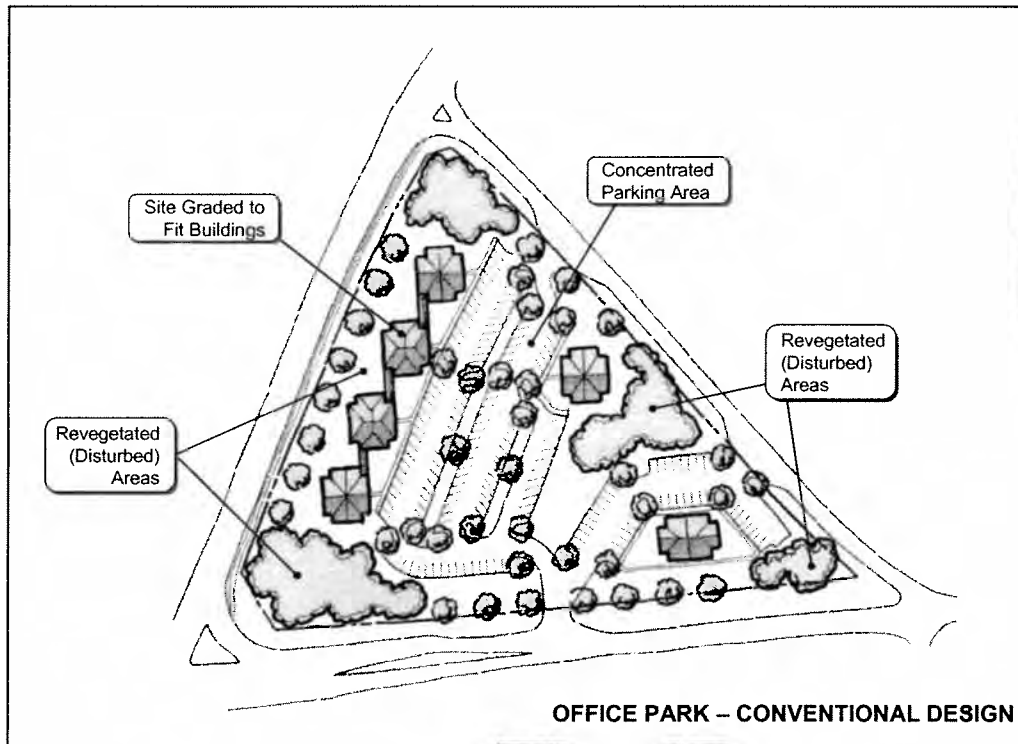 Concentrated
Parking Area
Site Graded to
Fit Buildings
Revegetated
(Disturbed)
Areas
Revegetated
(Disturbed)
Areas
OFFICE PARK – CONVENTIONAL DESIGN